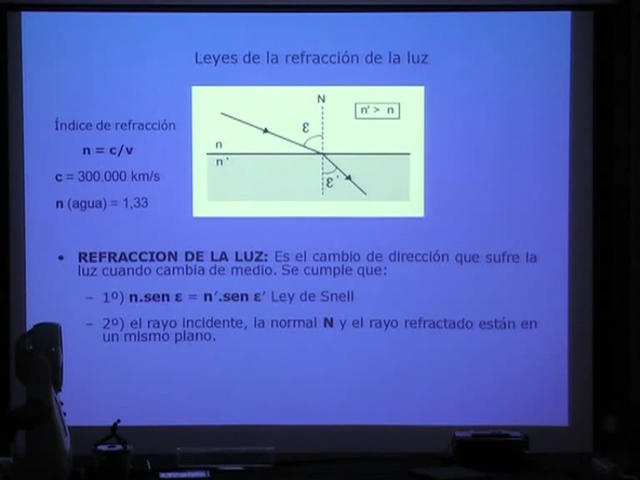 Leyes de la refracción de la luz
N
n' > n
Índice de refracción
ε
n = c/v
n
n'
c = 300.000 km/s
ε'
n (agua) = 1,33
• REFRACCION DE LA LUZ: Es el cambio de dirección que sufre la
luz cuando cambia de medio. Se cumple que:
– 1º) n.sen ε = n′.sen ε′ Ley de Snell
– 2º) el rayo incidente, la normal N y el rayo refractado están en
un mismo plano.